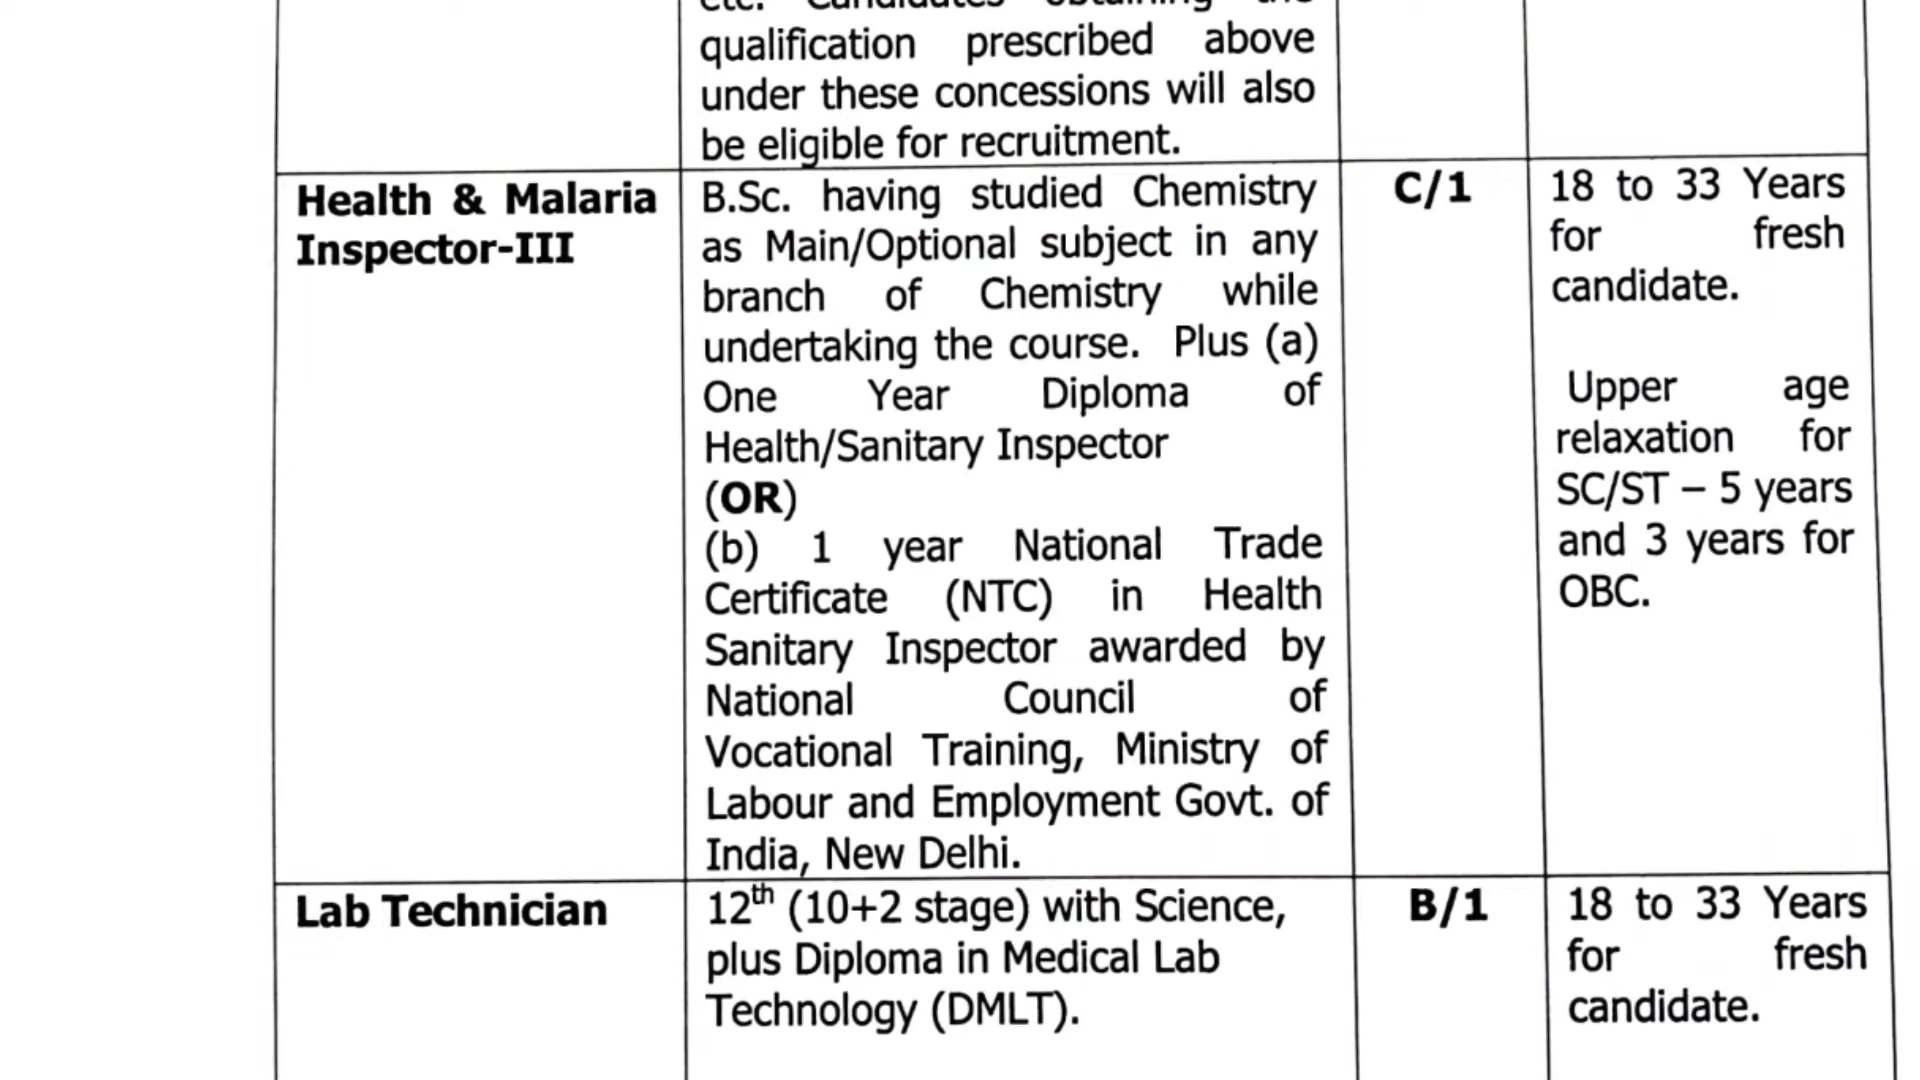 etc. Candidates obtaining the
qualification prescribed above
under these concessions will also
be eligible for recruitment.
Health & Malaria
Inspector-III
B.Sc. having studied Chemistry
as Main/Optional subject in any
branch of Chemistry while
undertaking the course. Plus (a)
One Year Diploma of
Health/Sanitary Inspector
(OR)
(b) 1 year National Trade
Certificate (NTC) in Health
Sanitary Inspector awarded by
National Council of
Vocational Training, Ministry of
Labour and Employment Govt. of
India, New Delhi.
C/1
18 to 33 Years
for fresh
candidate.
Upper age
relaxation for
SC/ST – 5 years
and 3 years for
OBC.
Lab Technician
12th (10+2 stage) with Science,
plus Diploma in Medical Lab
Technology (DMLT).
B/1
18 to 33 Years
for fresh
candidate.